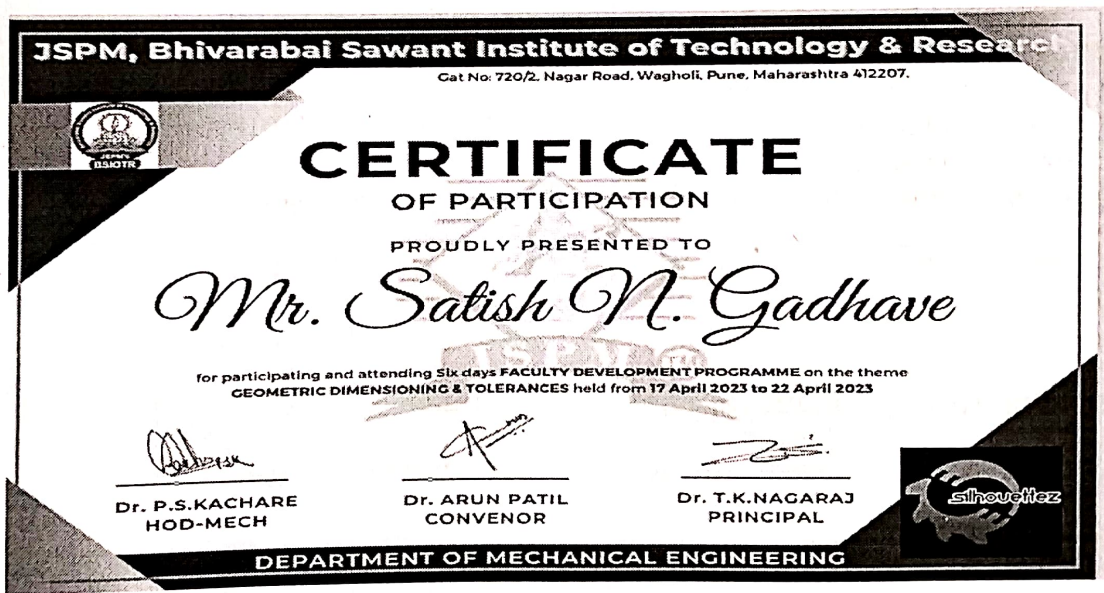 JSPM, Bhivarabai Sawant Institute of Technology & Research
Gat No: 720/2, Nagar Road, Wagholi, Pune, Maharashtra 412207.
JSPM's
BSIOTR
CERTIFICATE
OF PARTICIPATION
PROUDLY PRESENTED TO
Mr. Satish N. Gadhave
JSPM
for participating and attending Six days FACULTY DEVELOPMENT PROGRAMME on the theme
GEOMETRIC DIMENSIONING & TOLERANCES held from 17 April 2023 to 22 April 2023
Dr. P.S.KACHARE
HOD-MECH
Dr. ARUN PATIL
CONVENOR
Dr. T.K.NAGARAJ
PRINCIPAL
silhouettez
DEPARTMENT OF MECHANICAL ENGINEERING